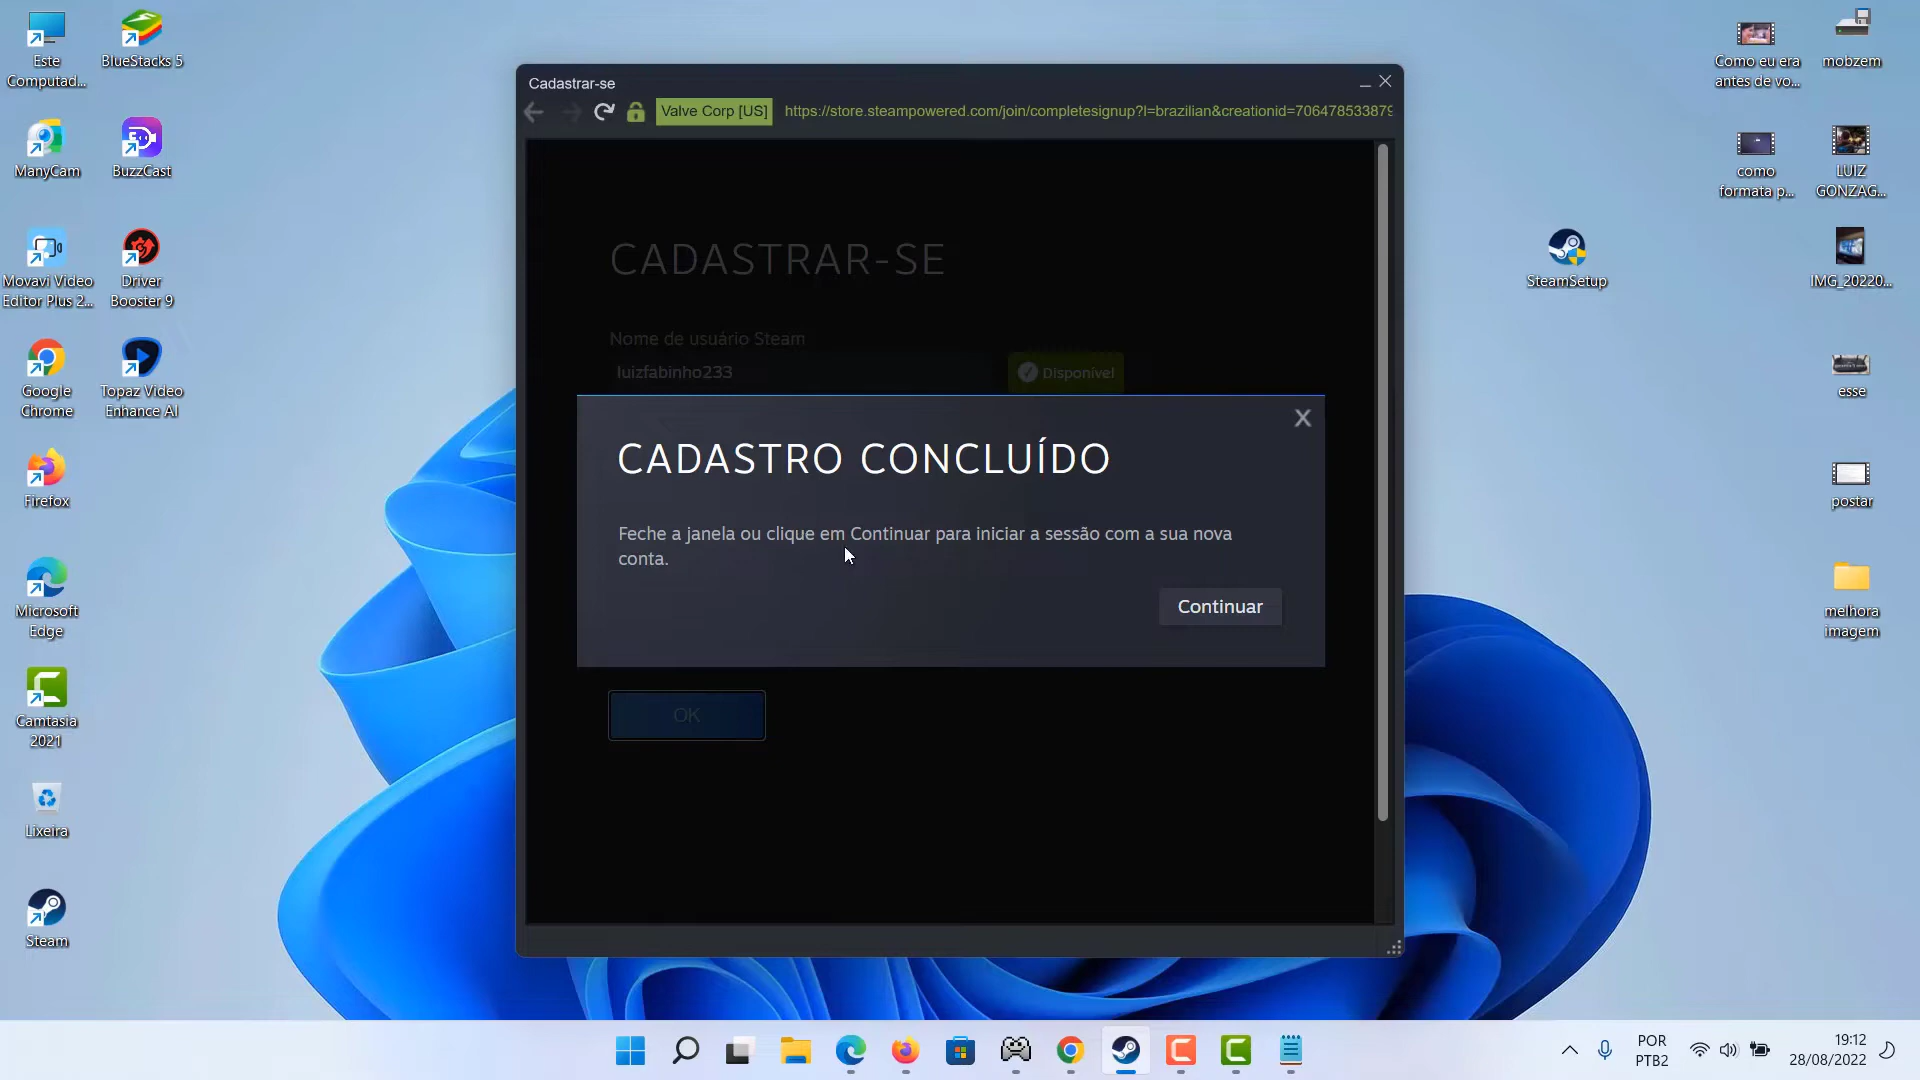 Este
Computad...
BlueStacks 5
ManyCam
BuzzCast
Movavi Video
Editor Plus 2...
Driver
Booster 9
Google
Chrome
Topaz Video
Enhance AI
Firefox
Microsoft
Edge
Camtasia
2021
Lixeira
Steam
Cadastrar-se
Valve Corp [US]
https://store.steampowered.com/join/completesignup?l=brazilian&creationid=706478533879
CADASTRAR-SE
Nome de usuário Steam
luizfabinho233
Disponível
X
CADASTRO CONCLUÍDO
Feche a janela ou clique em Continuar para iniciar a sessão com a sua nova
conta.
Continuar
OK
SteamSetup
Como eu era
antes de vo...
mobzem
como
formata p...
LUIZ
GONZAG...
IMG_20220...
esse
postar
melhora
imagem
POR
PTB2
19:12
28/08/2022